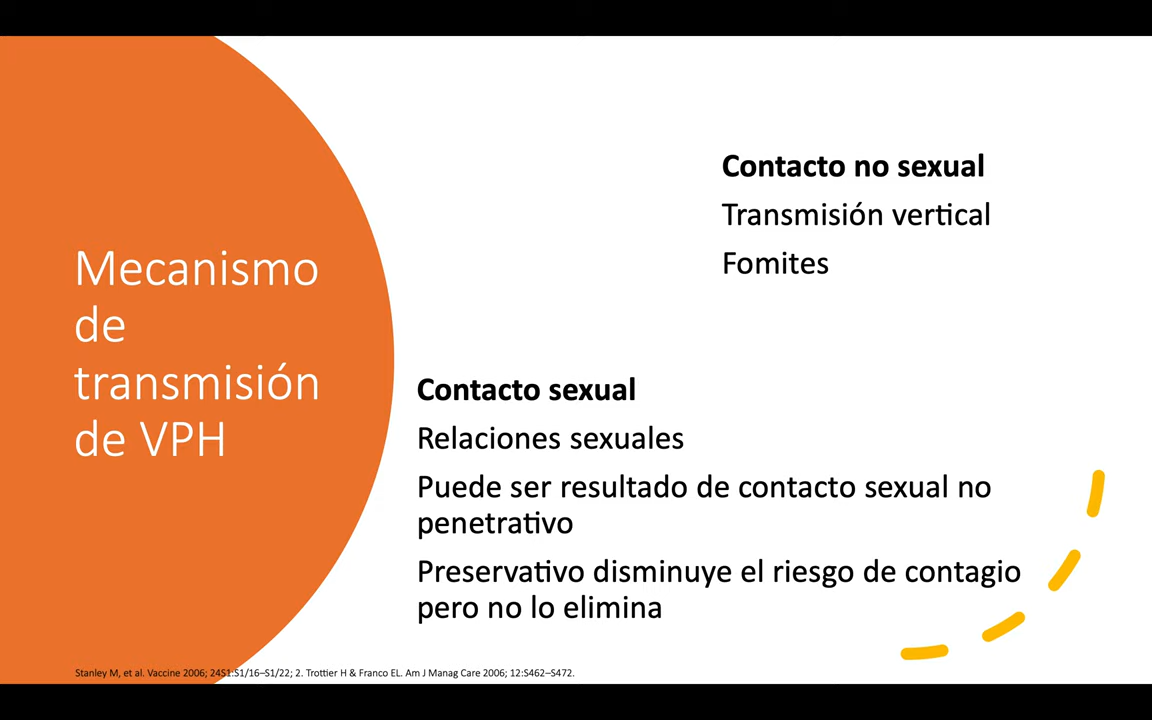 Mecanismo
de
transmisión
de VPH
Contacto no sexual
Transmisión vertical
Fomites
Contacto sexual
Relaciones sexuales
Puede ser resultado de contacto sexual no
penetrativo
Preservativo disminuye el riesgo de contagio
pero no lo elimina
Stanley M, et al. Vaccine 2006; 24S1:S1/16–S1/22; 2. Trottier H & Franco EL. Am J Manag Care 2006; 12:S462–S472.